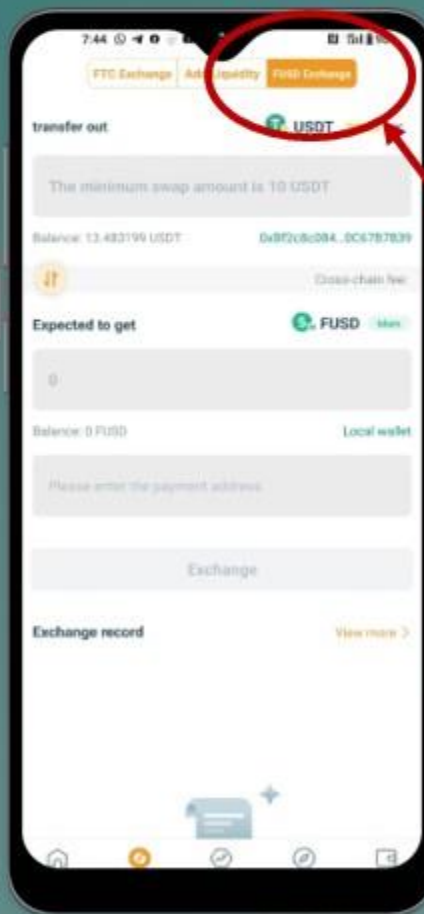 7:44
FTC Exchange Add Liquidity FUSD Exchange
transfer out USDT
The minimum swap amount is 10 USDT
Balance: 13.483199 USDT
Cross-chain fee:
Expected to get FUSD Main
0
Balance: 0 FUSD Local wallet
Please enter the payment address
Exchange
Exchange record View more >